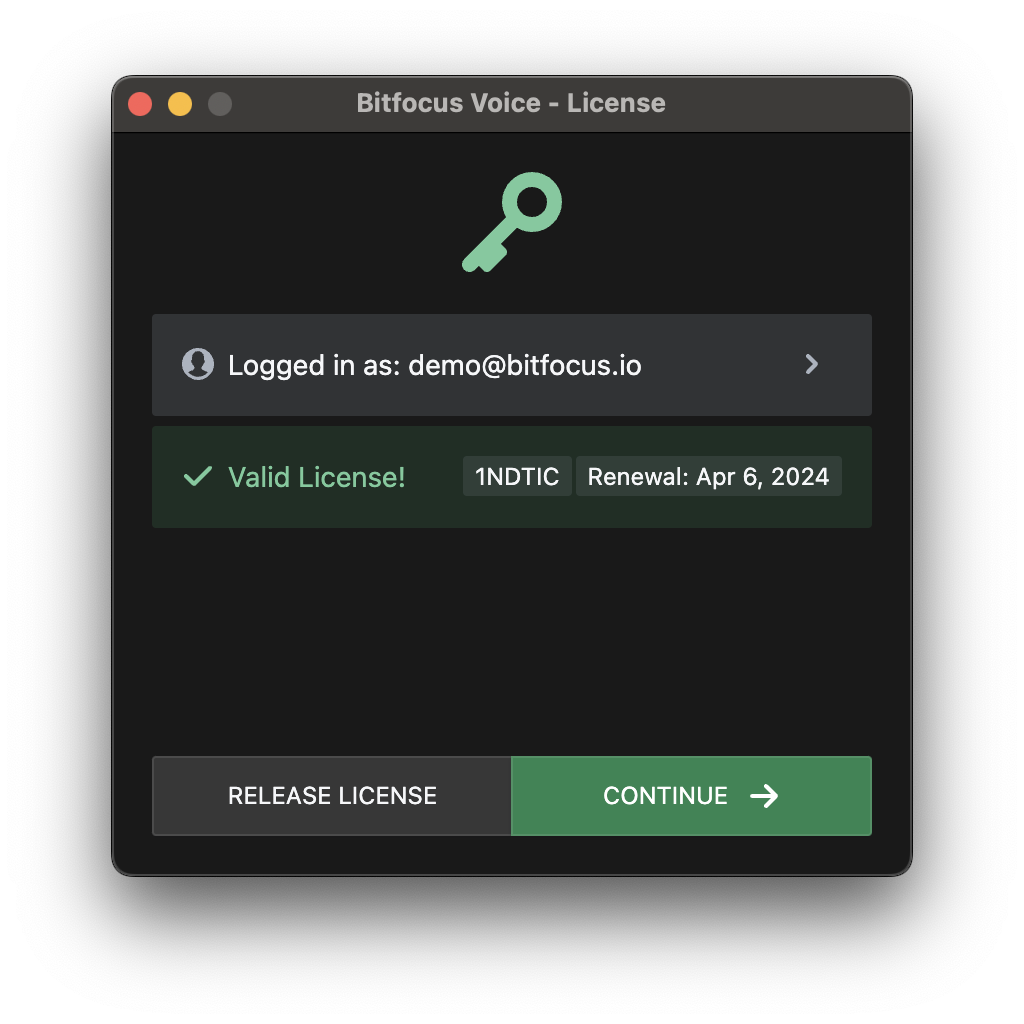 Bitfocus Voice - License
Logged in as: demo@bitfocus.io
Valid License! 1NDTIC Renewal: Apr 6, 2024
RELEASE LICENSE CONTINUE